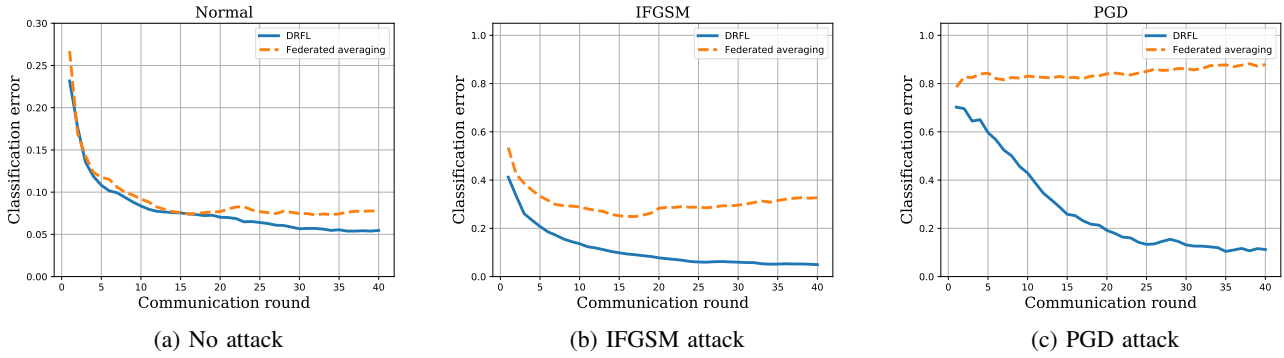 Normal
Classification error
0.30
0.25
0.20
0.15
0.10
0.05
0.00
DRFL
Federated averaging
0 5 10 15 20 25 30 35 40
Communication round
(a) No attack
IFGSM
Classification error
1.0
0.8
0.6
0.4
0.2
0.0
DRFL
Federated averaging
0 5 10 15 20 25 30 35 40
Communication round
(b) IFGSM attack
PGD
Classification error
1.0
0.8
0.6
0.4
0.2
0.0
DRFL
Federated averaging
0 5 10 15 20 25 30 35 40
Communication round
(c) PGD attack